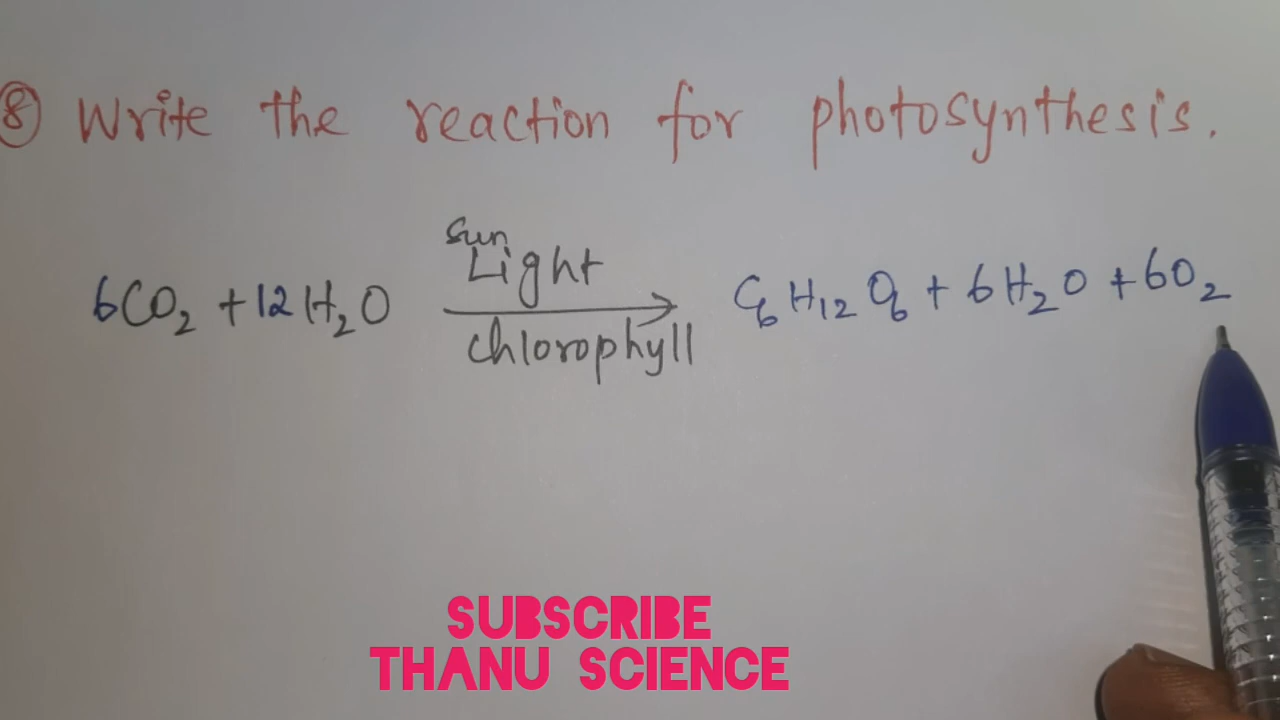 ⑧ Write the reaction for photosynthesis.
Sun
Light
6CO₂ + 12H₂O ⟶ C₆H₁₂O₆ + 6H₂O + 6O₂
chlorophyll
SUBSCRIBE
THANU SCIENCE